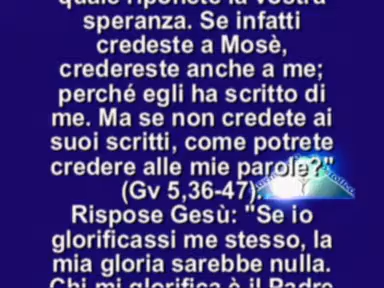 quale riponete la vostra
speranza. Se infatti
credeste a Mosè,
credereste anche a me;
perché egli ha scritto di
me. Ma se non credete ai
suoi scritti, come potrete
credere alle mie parole?"
(Gv 5,36-47).
Rispose Gesù: "Se io
glorificassi me stesso, la
mia gloria sarebbe nulla.
Chi mi glorifica è il Padre